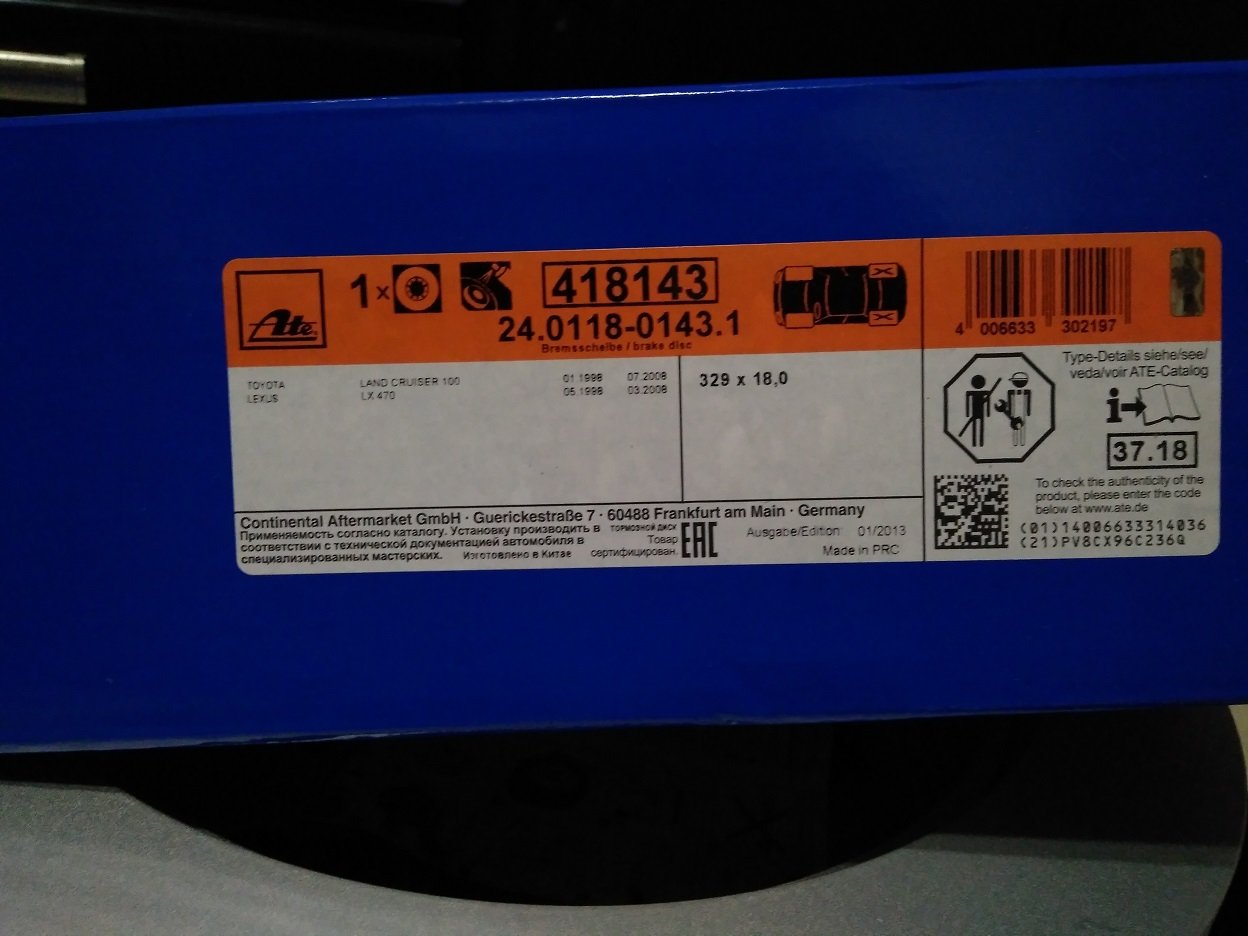 Ate
1 x
418143
24.0118-0143.1
Bremsscheibe / brake disc
4 006633 302197
TOYOTA LAND CRUISER 100 01.1998 07.2008
LEXUS LX 470 05.1998 03.2008
329 x 18,0
Type-Details siehe/see/
veda/voir ATE-Catalog
i
37.18
To check the authenticity of the
product, please enter the code
below at www.ate.de
(01)14006633314036
(21)PV8CX96C236Q
Continental Aftermarket GmbH · Guerickestraße 7 · 60488 Frankfurt am Main · Germany
Применяемость согласно каталогу. Установку производить в
соответствии с технической документацией автомобиля в
специализированных мастерских. Изготовлено в Китае
тормозной диск
Товар
сертифицирован.
EAC
Ausgabe/Edition 01/2013
Made in PRC